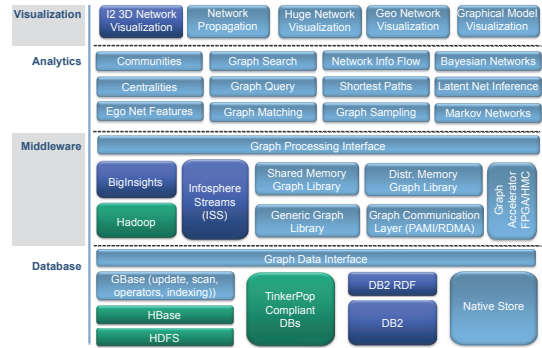 Visualization
I2 3D Network
Visualization
Network
Propagation
Huge Network
Visualization
Geo Network
Visualization
Graphical Model
Visualization
Analytics
Communities
Graph Search
Network Info Flow
Bayesian Networks
Centralities
Graph Query
Shortest Paths
Latent Net Inference
Ego Net Features
Graph Matching
Graph Sampling
Markov Networks
Middleware
Graph Processing Interface
BigInsights
Infosphere
Streams
(ISS)
Shared Memory
Graph Library
Distr. Memory
Graph Library
Graph
Accelerator
FPGA/HMC
Hadoop
Generic Graph
Library
Graph Communication
Layer (PAMI/RDMA)
Database
Graph Data Interface
GBase (update, scan,
operators, indexing))
HBase
HDFS
TinkerPop
Compliant
DBs
DB2 RDF
DB2
Native Store